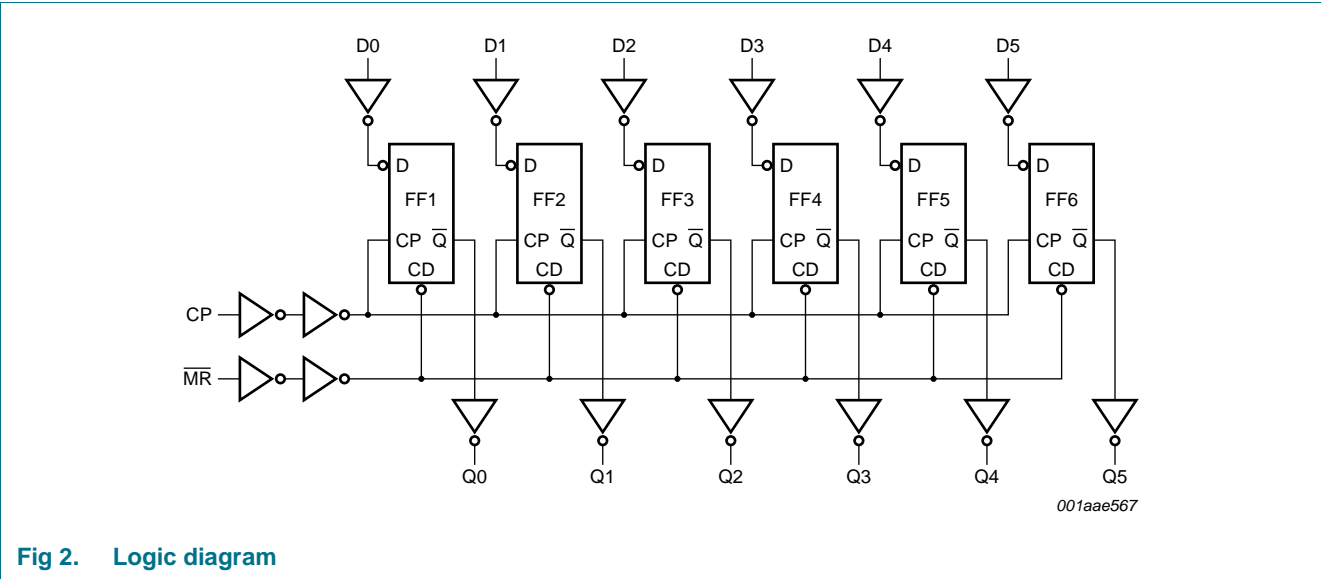 D0 D1 D2 D3 D4 D5
D D D D D D
FF1 FF2 FF3 FF4 FF5 FF6
CP Q̅ CP Q̅ CP Q̅ CP Q̅ CP Q̅ CP Q̅
CD CD CD CD CD CD
CP
M̅R̅
Q0 Q1 Q2 Q3 Q4 Q5
001aae567
Fig 2. Logic diagram